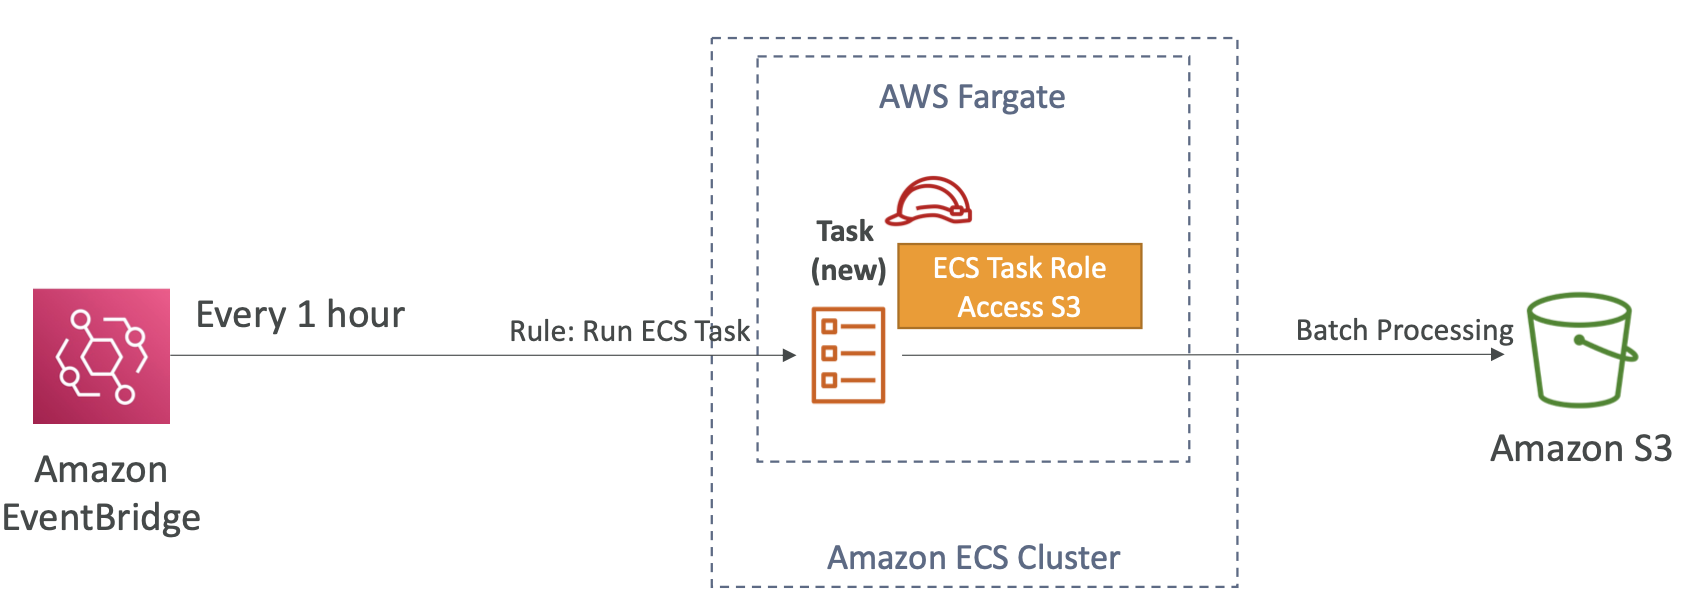 AWS Fargate
Task
(new)
ECS Task Role
Access S3
Every 1 hour
Rule: Run ECS Task
Batch Processing
Amazon
EventBridge
Amazon S3
Amazon ECS Cluster